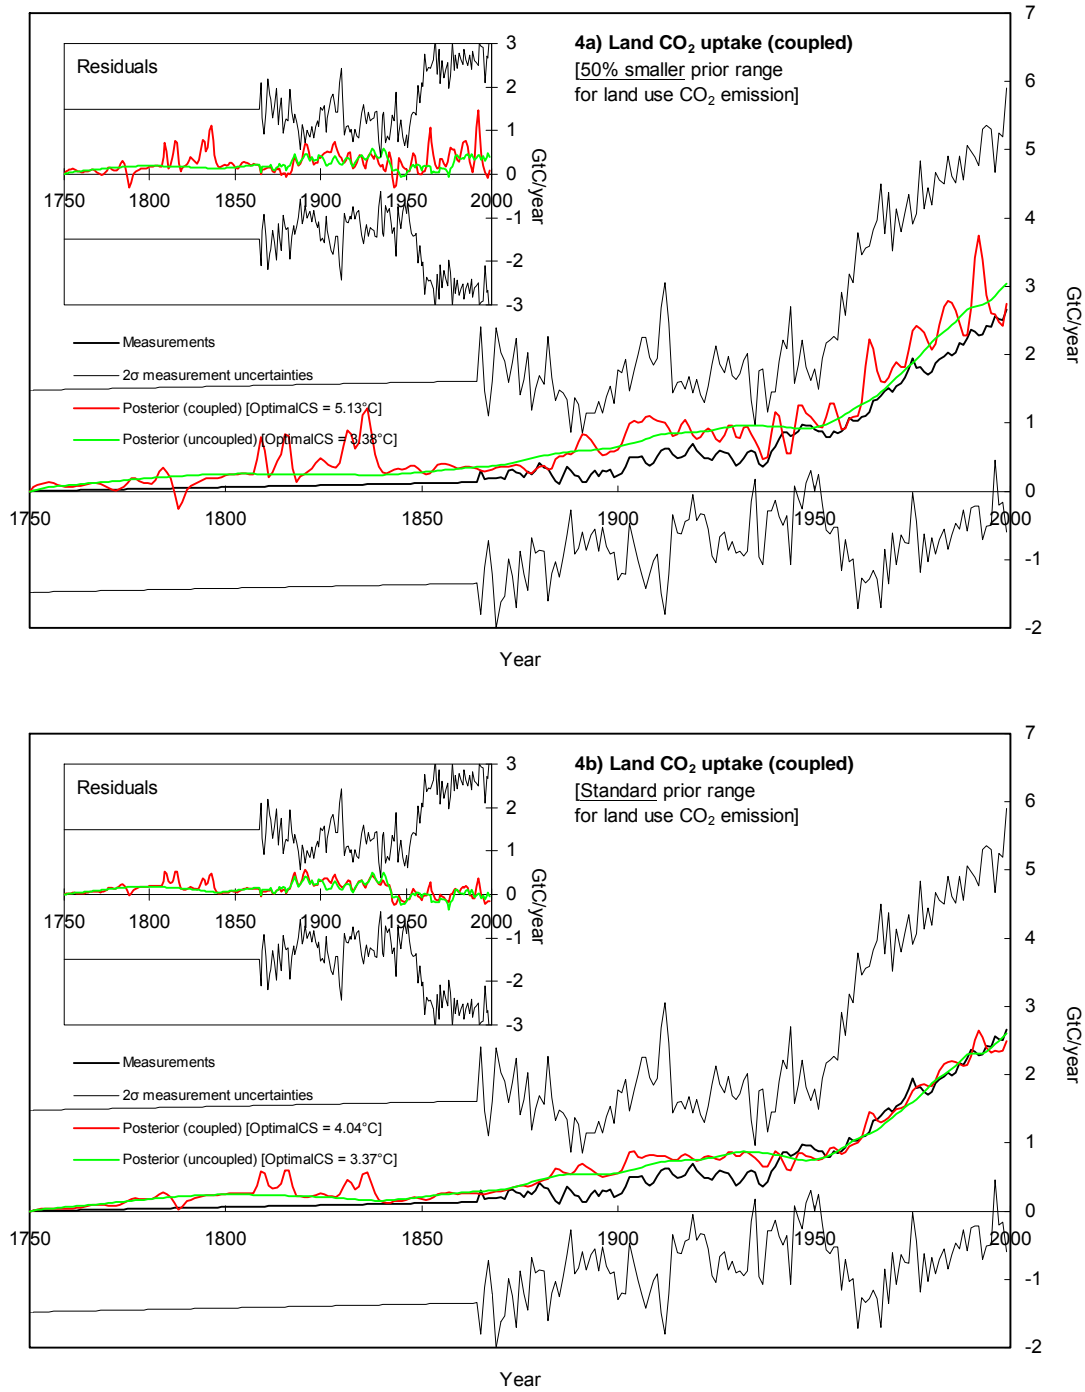 7
4a) Land CO2 uptake (coupled)
[50% smaller prior range
for land use CO2 emission]
6
5
4
3
2
1
0
-1
-2
GtC/year
Residuals
3
2
1
0
-1
-2
-3
GtC/year
1750 1800 1850 1900 1950 2000
Measurements
2σ measurement uncertainties
Posterior (coupled) [OptimalCS = 5.13°C]
Posterior (uncoupled) [OptimalCS = 3.38°C]
1750 1800 1850 1900 1950 2000
Year
7
4b) Land CO2 uptake (coupled)
[Standard prior range
for land use CO2 emission]
6
5
4
3
2
1
0
-1
-2
GtC/year
Residuals
3
2
1
0
-1
-2
-3
GtC/year
1750 1800 1850 1900 1950 2000
Measurements
2σ measurement uncertainties
Posterior (coupled) [OptimalCS = 4.04°C]
Posterior (uncoupled) [OptimalCS = 3.37°C]
1750 1800 1850 1900 1950 2000
Year